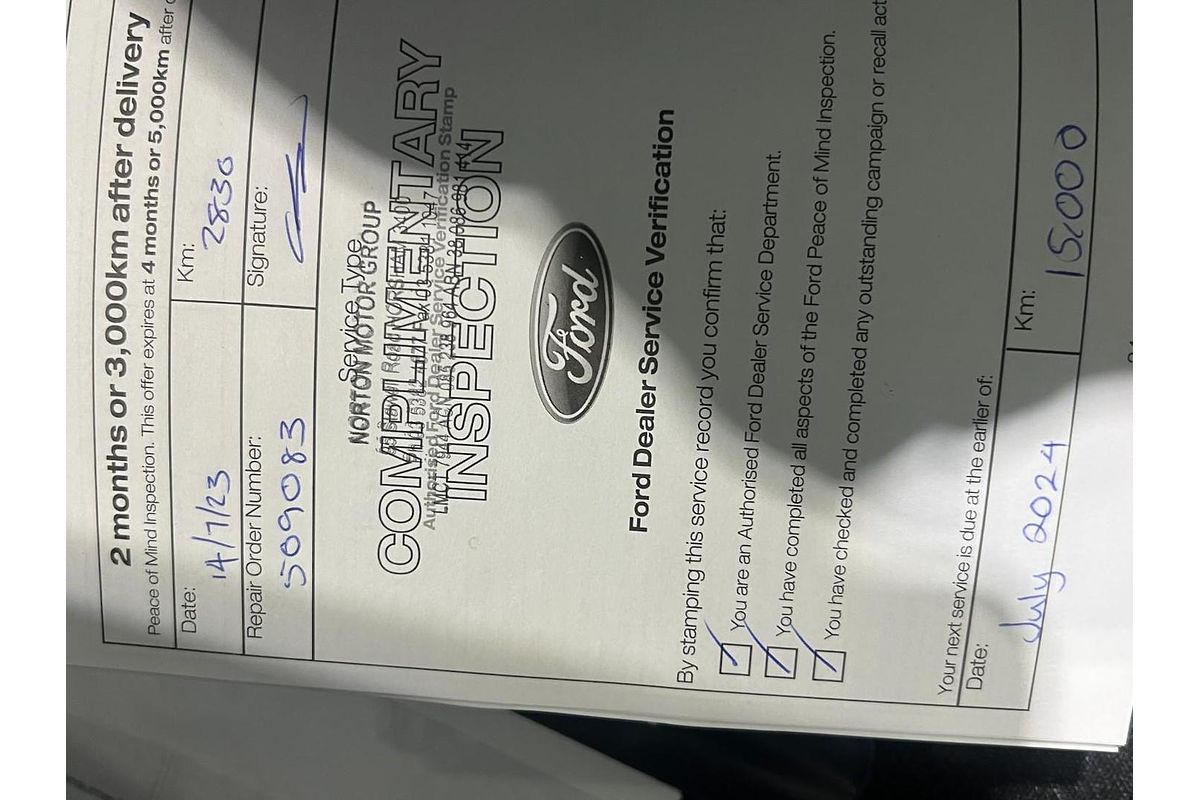 2 months or 3,000km after delivery
Peace of Mind Inspection. This offer expires at 4 months or 5,000km after
Date: 14/7/23 Km: 2830
Repair Order Number: 509083 Signature:
Service Type
NORTON MOTOR GROUP
COMPLIMENTARY
Authorised Ford Dealer Service Verification Stamp
INSPECTION
Ford
Ford Dealer Service Verification
By stamping this service record you confirm that:
You are an Authorised Ford Dealer Service Department.
You have completed all aspects of the Ford Peace of Mind Inspection.
You have checked and completed any outstanding campaign or recall act
Your next service is due at the earlier of:
Date: July 2024 Km: 15000